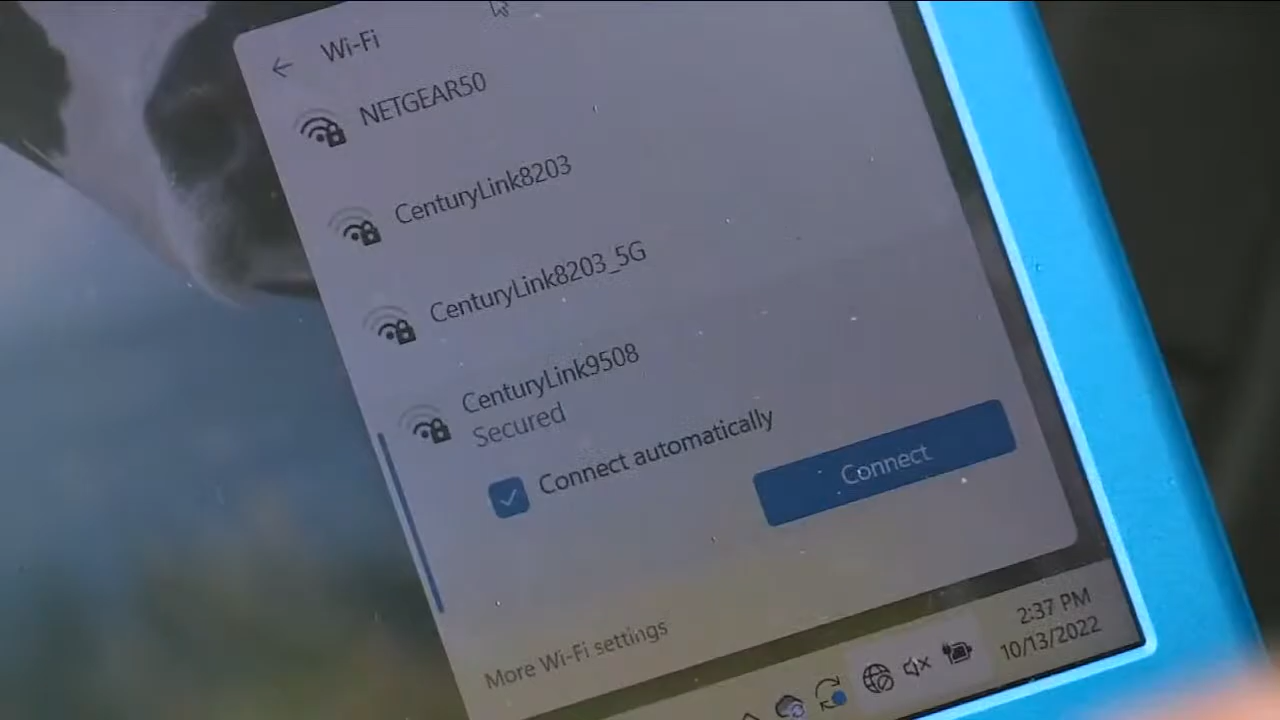 Wi-Fi
NETGEAR50
CenturyLink8203
CenturyLink8203_5G
CenturyLink9508
Secured
Connect automatically
Connect
More Wi-Fi settings
2:37 PM
10/13/2022